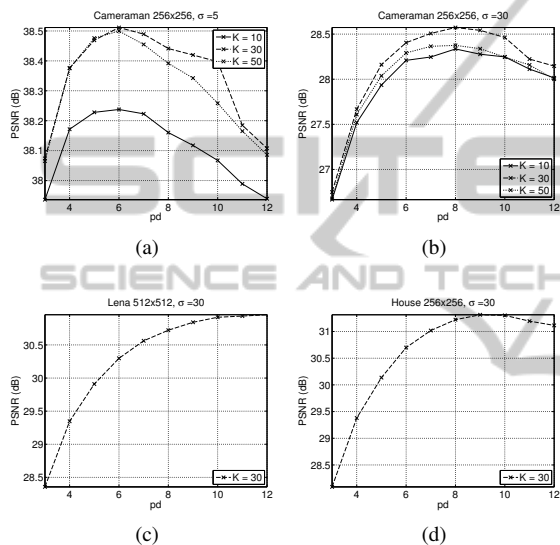 Cameraman 256x256, σ =5
38.5
38.4
38.3
38.2
38.1
38
PSNR (dB)
K = 10
K = 30
K = 50
4 6 8 10 12
pd
(a)
Cameraman 256x256, σ =30
28.5
28
27.5
27
PSNR (dB)
K = 10
K = 30
K = 50
4 6 8 10 12
pd
(b)
SCITE
SCIENCE AND TECH
Lena 512x512, σ =30
30.5
30
29.5
29
28.5
PSNR (dB)
K = 30
4 6 8 10 12
pd
(c)
House 256x256, σ =30
31
30.5
30
29.5
29
28.5
PSNR (dB)
K = 30
4 6 8 10 12
pd
(d)